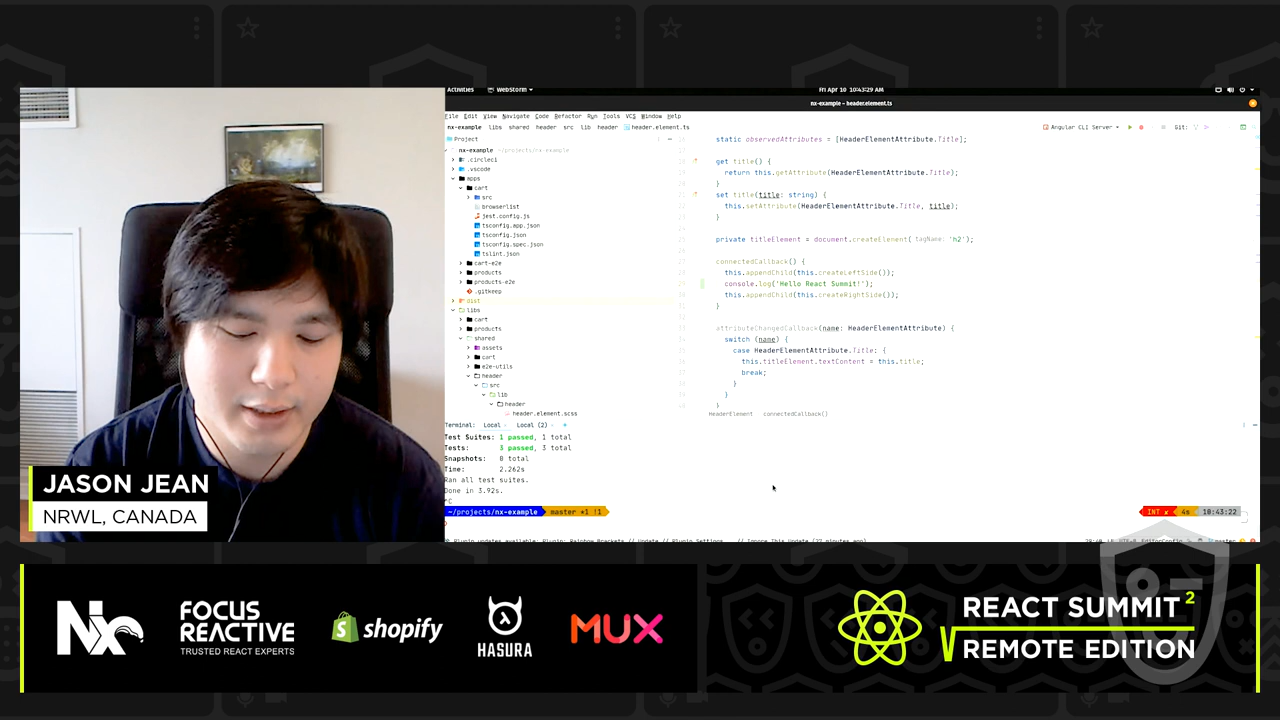 Activities
WebStorm
Fri Apr 10 10:43:29 AM
nx-example – header.element.ts
File Edit View Navigate Code Refactor Run Tools VCS Window Help
nx-example libs shared header src lib header header.element.ts
Angular CLI Server
Git:
Project
nx-example ~/projects/nx-example
.circleci
.vscode
apps
cart
src
browserlist
jest.config.js
tsconfig.app.json
tsconfig.json
tsconfig.spec.json
tslint.json
cart-e2e
products
products-e2e
.gitkeep
dist
libs
cart
products
shared
assets
cart
e2e-utils
header
src
lib
header
header.element.scss
static observedAttributes = [HeaderElementAttribute.Title];
get title() {
return this.getAttribute(HeaderElementAttribute.Title);
}
set title(title: string) {
this.setAttribute(HeaderElementAttribute.Title, title);
}
private titleElement = document.createElement( tagName: 'h2');
connectedCallback() {
this.appendChild(this.createLeftSide());
console.log('Hello React Summit!');
this.appendChild(this.createRightSide());
}
attributeChangedCallback(name: HeaderElementAttribute) {
switch (name) {
case HeaderElementAttribute.Title: {
this.titleElement.textContent = this.title;
break;
}
}
}
HeaderElement connectedCallback()
Terminal: Local Local (2) +
Test Suites: 1 passed, 1 total
Tests: 3 passed, 3 total
Snapshots: 0 total
Time: 2.262s
Ran all test suites.
Done in 3.92s.
^C
~/projects/nx-example master *1 !1
INT 4s 10:43:22
JASON JEAN
NRWL, CANADA
Nx
FOCUS
REACTIVE
TRUSTED REACT EXPERTS
shopify
HASURA
MUX
REACT SUMMIT 2
REMOTE EDITION